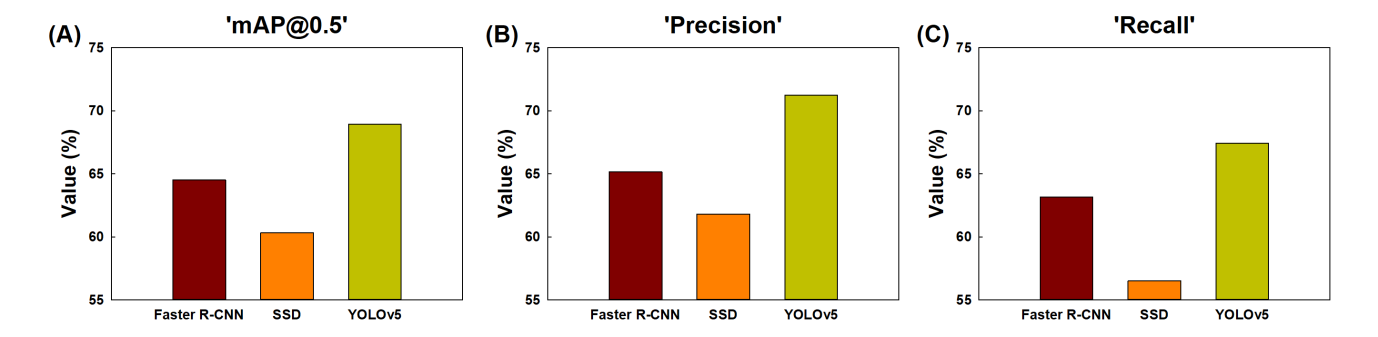 (A) 'mAP@0.5'
75
70
65
60
55
Value (%)
Faster R-CNN SSD YOLOv5
(B) 'Precision'
75
70
65
60
55
Value (%)
Faster R-CNN SSD YOLOv5
(C) 'Recall'
75
70
65
60
55
Value (%)
Faster R-CNN SSD YOLOv5